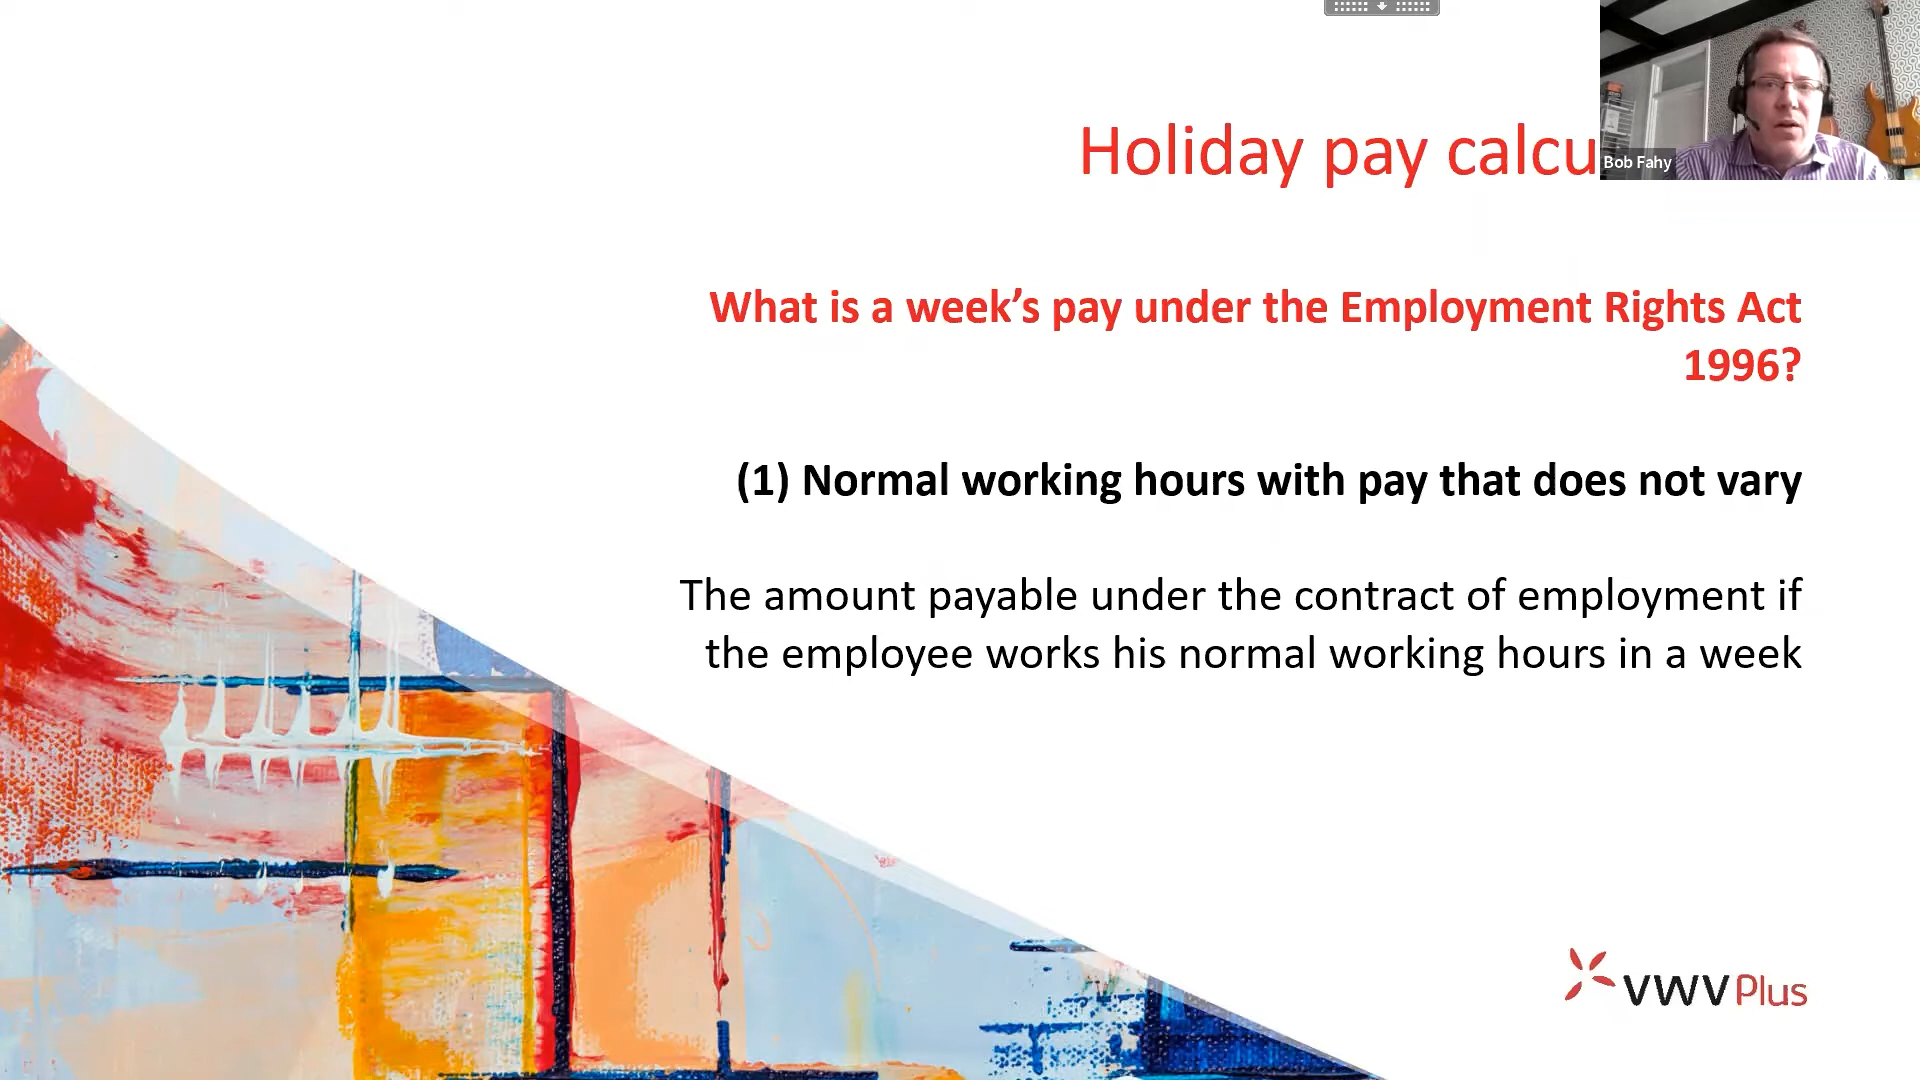 Holiday pay calcu
Bob Fahy
What is a week’s pay under the Employment Rights Act
1996?
(1) Normal working hours with pay that does not vary
The amount payable under the contract of employment if
the employee works his normal working hours in a week
VWV Plus